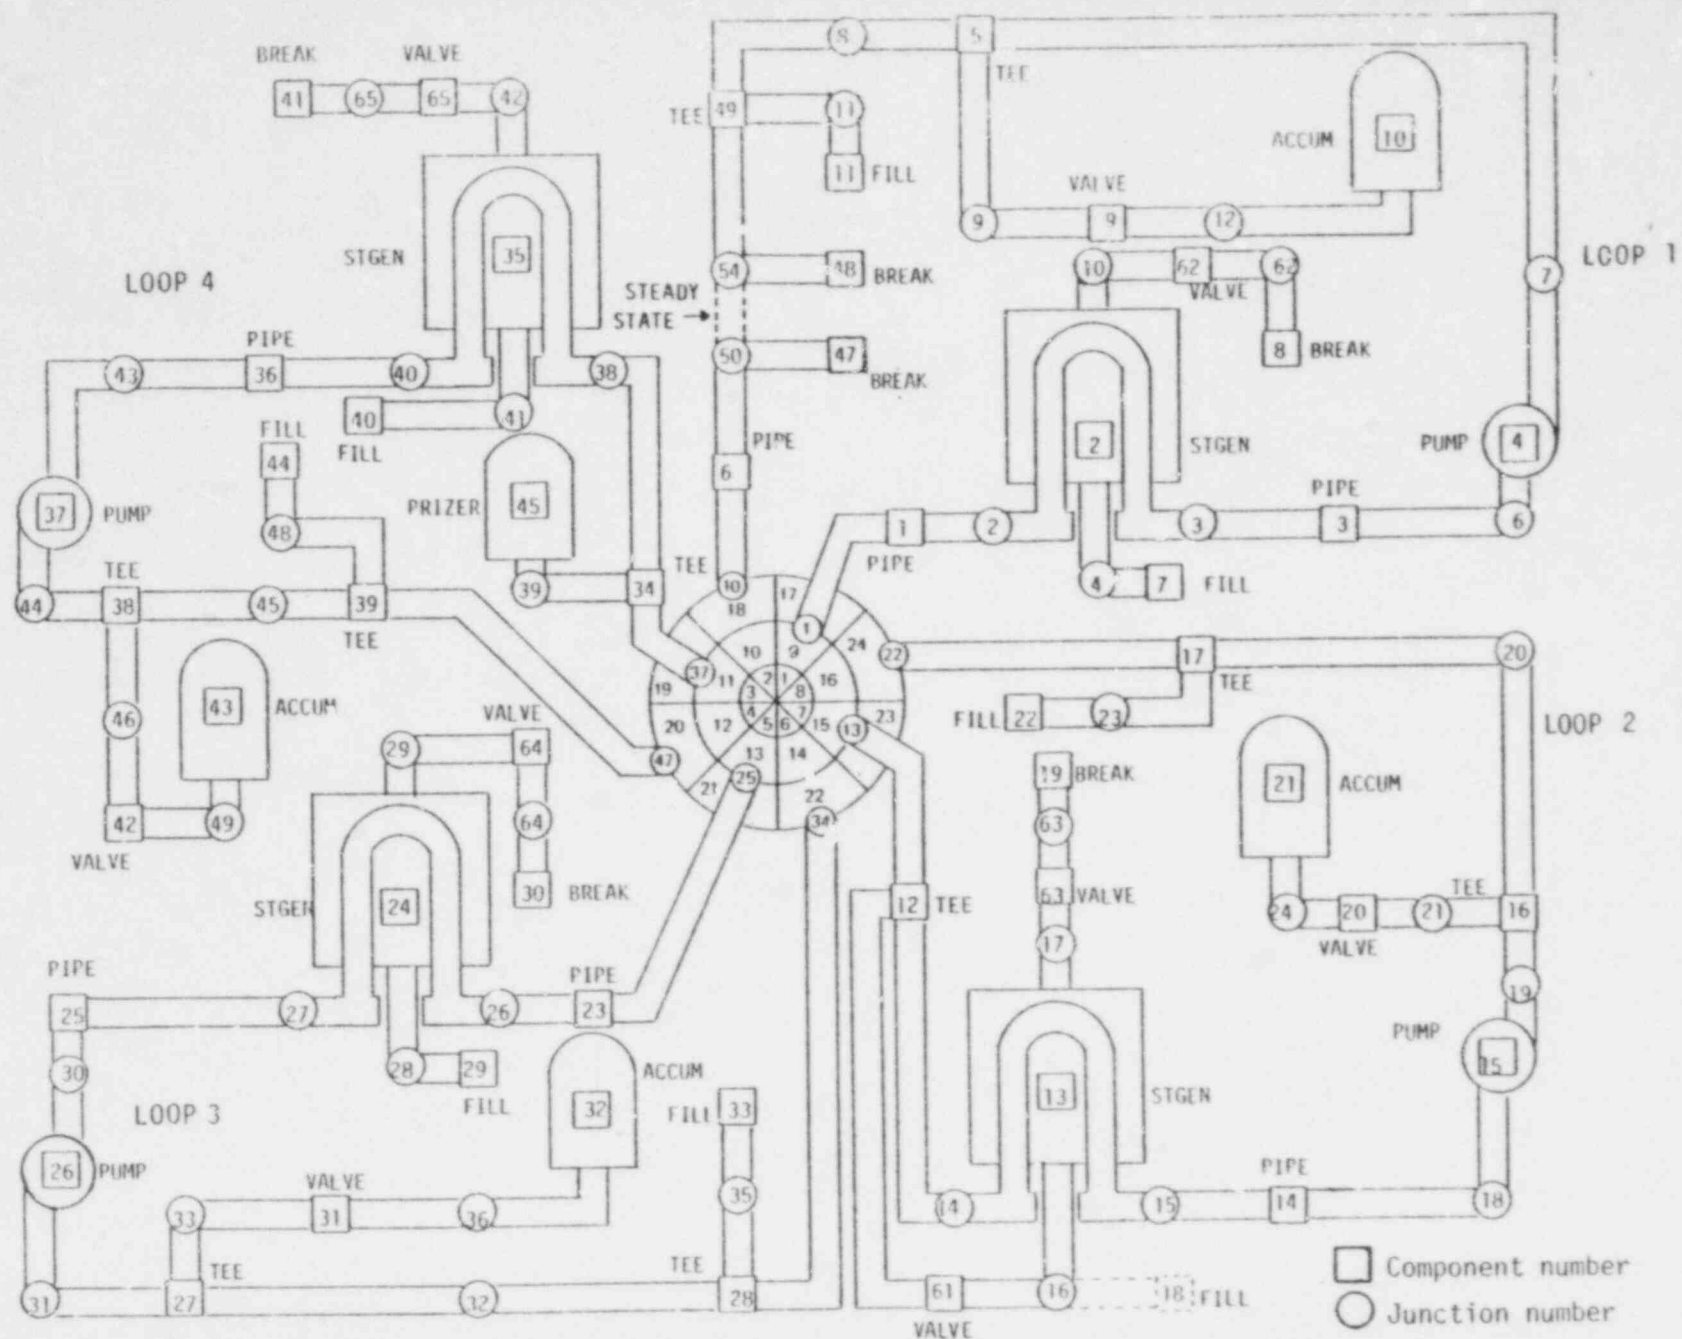 8
5
BREAK
VALVE
TEE
41
65
65
42
TEE
49
11
ACCUM
10
11
FILL
VALVE
9
9
12
STGEN
35
LOOP 4
54
48
BREAK
10
62
62
VALVE
7
LOOP 1
STEADY
STATE
PIPE
50
47
BREAK
8
BREAK
43
36
40
38
40
41
FILL
FILL
44
PIPE
6
2
STGEN
PUMP
4
PRIZER
45
37
PUMP
48
PIPE
1
2
3
3
6
PIPE
TEE
TEE
44
38
45
39
39
34
10
4
7
FILL
TEE
18
17
1
37
10
9
24
22
17
20
TEE
19
11
2
1
16
3
8
20
12
4
5
6
7
15
23
13
FILL
22
23
LOOP 2
43
ACCUM
46
VALVE
29
64
47
13
25
14
21
22
34
19
BREAK
21
ACCUM
42
49
VALVE
64
63
30
BREAK
STGEN
24
12
TEE
63
VALVE
24
20
21
TEE
16
VALVE
17
PIPE
25
27
26
PIPE
23
19
PUMP
15
30
28
29
FILL
ACCUM
32
FILL
33
13
STGEN
LOOP 3
26
PUMP
VALVE
33
31
36
35
14
15
PIPE
14
18
TEE
TEE
31
27
32
28
61
16
18
FILL
VALVE
Component number
Junction number